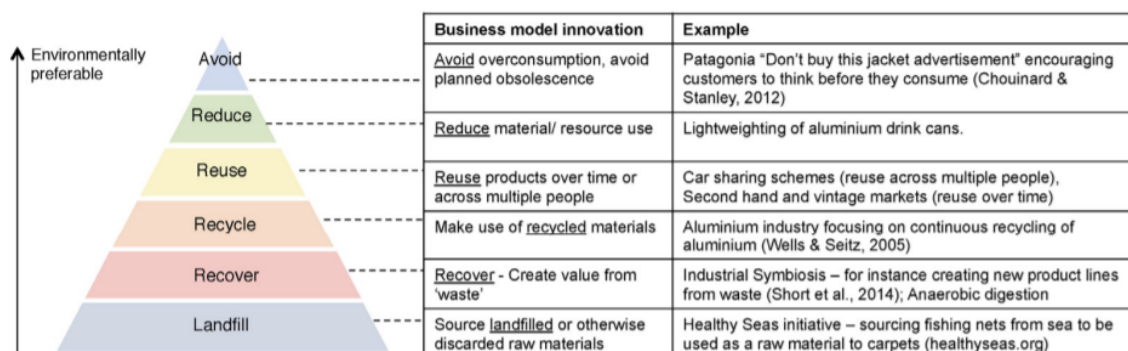 Environmentally
preferable
Avoid
Reduce
Reuse
Recycle
Recover
Landfill
Business model innovation
Example
Avoid overconsumption, avoid
planned obsolescence
Patagonia “Don’t buy this jacket advertisement” encouraging
customers to think before they consume (Chouinard
& Stanley, 2012)
Reduce material/ resource use
Lightweighting of aluminium drink cans.
Reuse products over time or
across multiple people
Car sharing schemes (reuse across multiple people),
Second hand and vintage markets (reuse over time)
Make use of recycled materials
Aluminium industry focusing on continuous recycling of
aluminium (Wells & Seitz, 2005)
Recover - Create value from
‘waste’
Industrial Symbiosis – for instance creating new product lines
from waste (Short et al., 2014); Anaerobic digestion
Source landfilled or otherwise
discarded raw materials
Healthy Seas initiative – sourcing fishing nets from sea to be
used as a raw material to carpets (healthyseas.org)